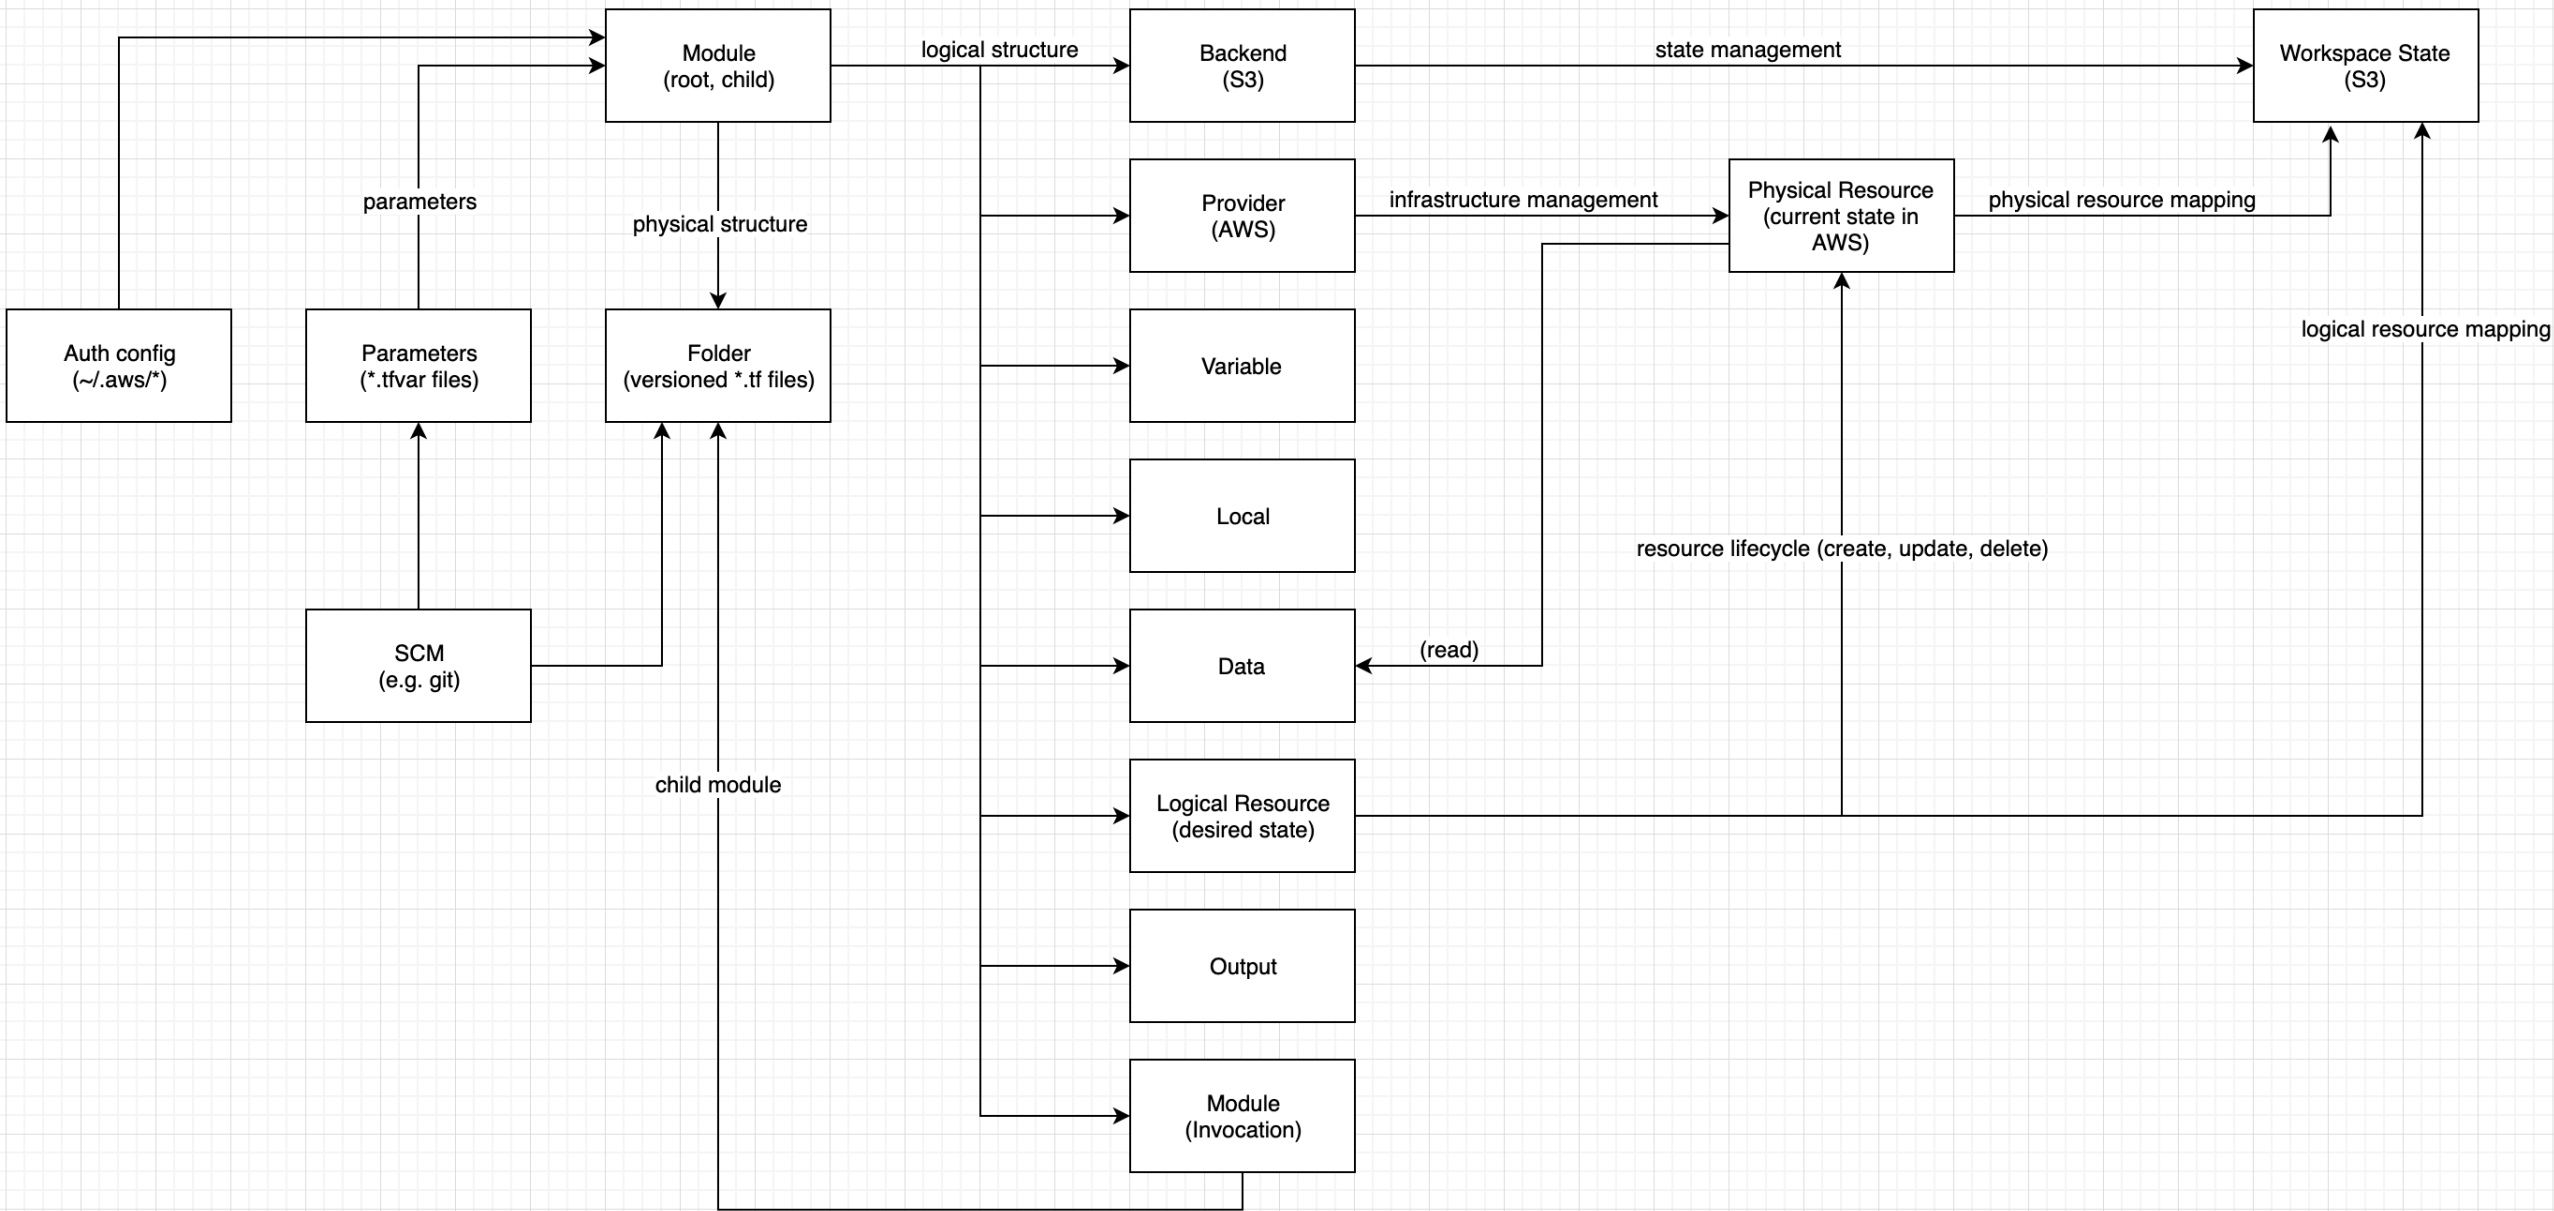 Module
(root, child)
logical structure
Backend
(S3)
state management
Workspace State
(S3)
parameters
physical structure
Provider
(AWS)
infrastructure management
Physical Resource
(current state in
AWS)
physical resource mapping
logical resource mapping
Auth config
(~/.aws/*)
Parameters
(*.tfvar files)
Folder
(versioned *.tf files)
Variable
Local
resource lifecycle (create, update, delete)
SCM
(e.g. git)
Data
(read)
child module
Logical Resource
(desired state)
Output
Module
(Invocation)